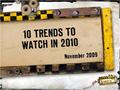 10 TRENDS TO
WATCH IN 2010
November 2009